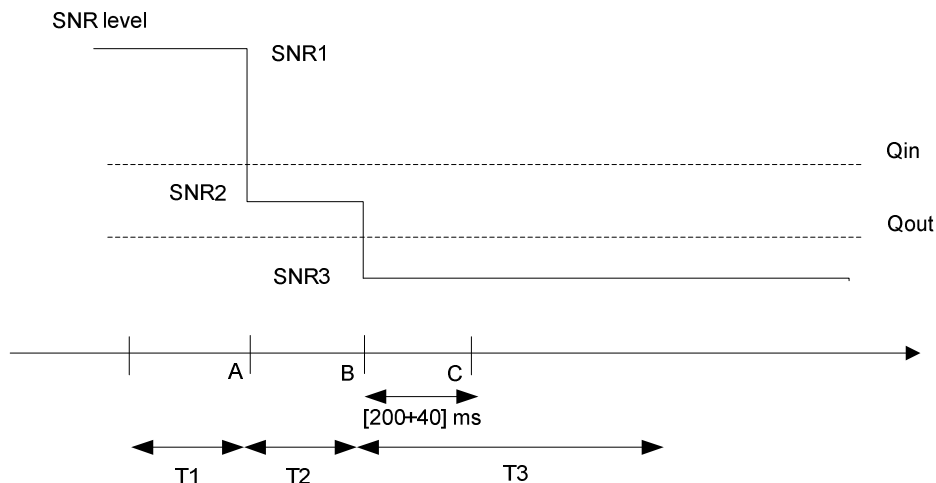 SNR level
SNR1
Qin
SNR2
Qout
SNR3
A
B
C
[200+40] ms
T1
T2
T3